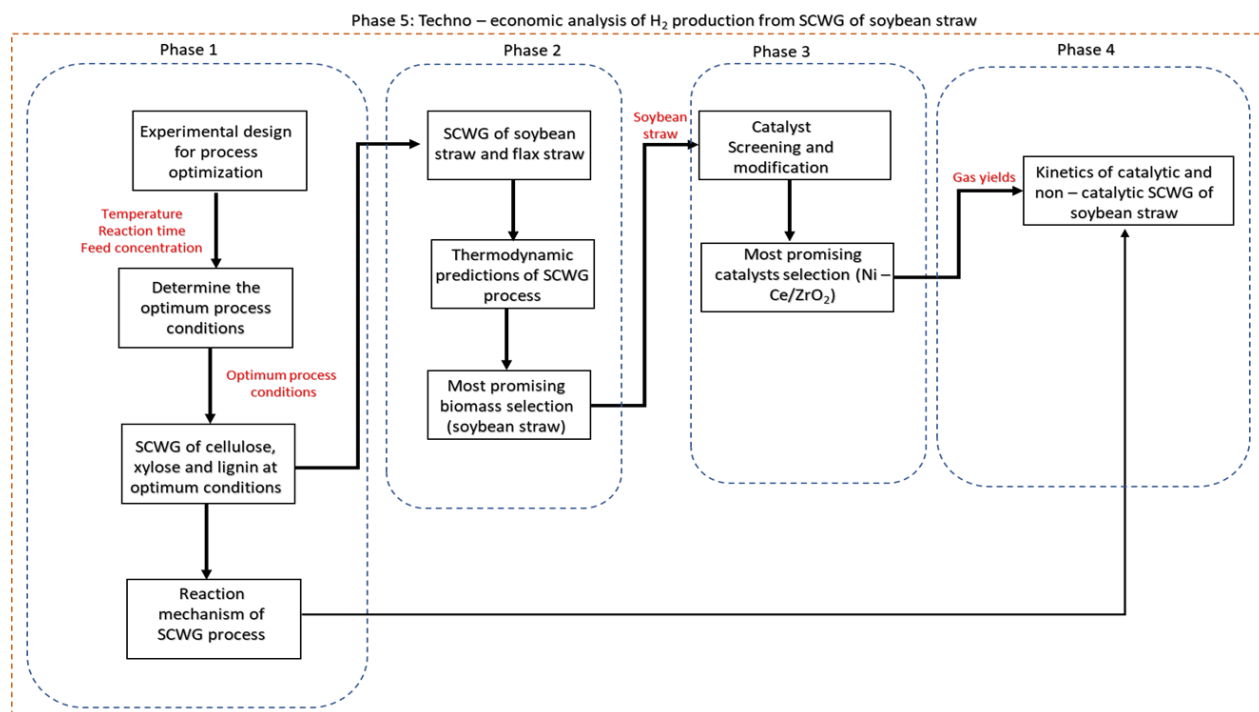 Phase 5: Techno – economic analysis of H₂ production from SCWG of soybean straw
Phase 1
Experimental design
for process
optimization
Temperature
Reaction time
Feed concentration
Determine the
optimum process
conditions
Optimum process
conditions
SCWG of cellulose,
xylose and lignin at
optimum conditions
Reaction
mechanism of
SCWG process
Phase 2
SCWG of soybean
straw and flax straw
Thermodynamic
predictions of SCWG
process
Most promising
biomass selection
(soybean straw)
Soybean
straw
Phase 3
Catalyst
Screening and
modification
Most promising
catalysts selection (Ni –
Ce/ZrO₂)
Gas yields
Phase 4
Kinetics of catalytic and
non – catalytic SCWG of
soybean straw